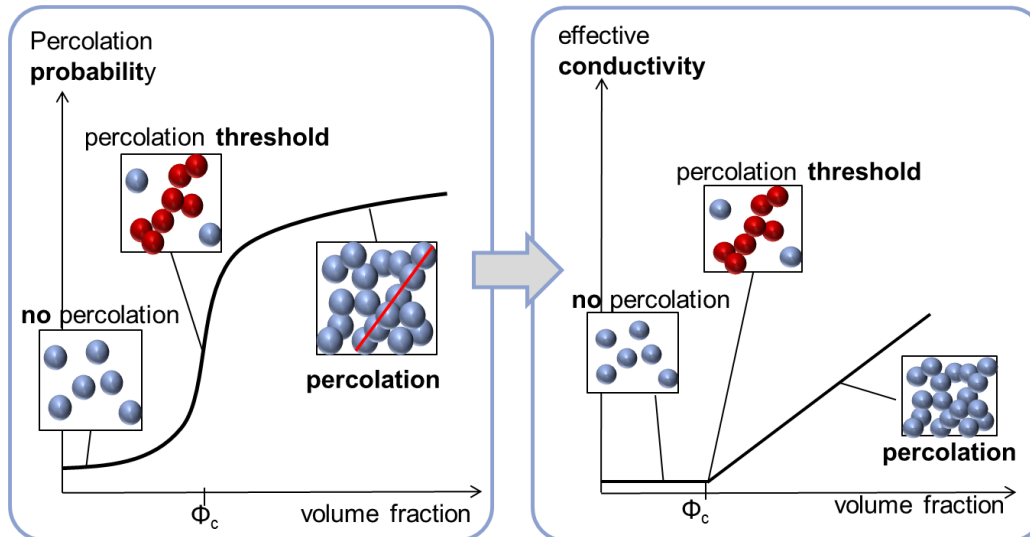 Percolation
probability
percolation threshold
no percolation
percolation
Φc
volume fraction
effective
conductivity
percolation threshold
no percolation
percolation
Φc
volume fraction